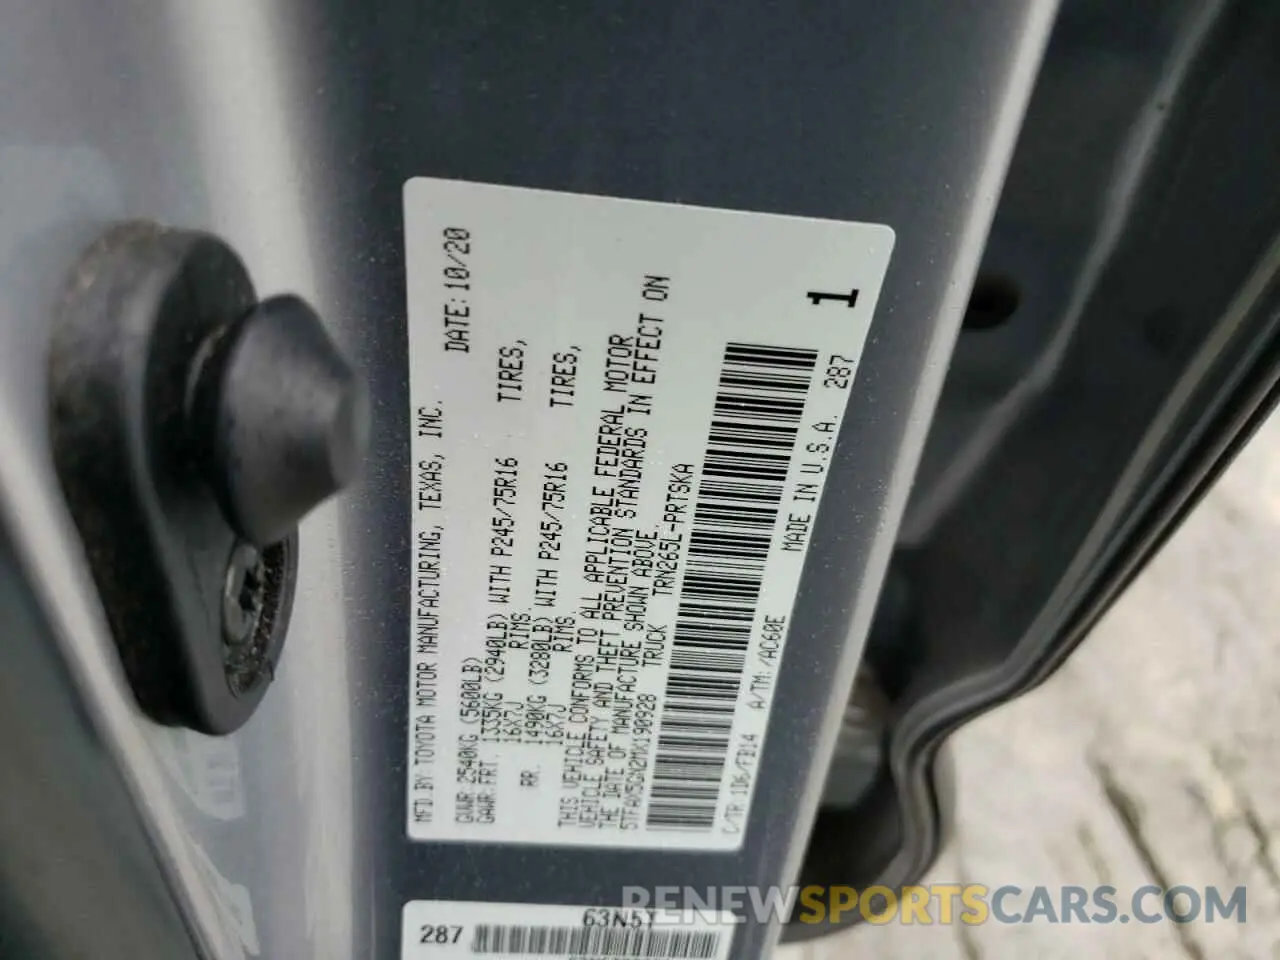 MFD.BY TOYOTA MOTOR MANUFACTURING, TEXAS, INC.
DATE: 10/20
GVWR: 2540KG (5600LB)
GAWR: FRT. 1335KG (2940LB) WITH P245/75R16 TIRES,
16X7J RIMS.
RR. 1490KG (3280LB) WITH P245/75R16 TIRES,
16X7J RIMS.
THIS VEHICLE CONFORMS TO ALL APPLICABLE FEDERAL MOTOR
VEHICLE SAFETY AND THEFT PREVENTION STANDARDS IN EFFECT ON
THE DATE OF MANUFACTURE SHOWN ABOVE.
5TFAX5GN2MX190928 TRUCK TRN265L-PRTSKA
C/TR: 1D6/FB14 A/TM: /AC60E MADE IN U.S.A. 287
1
63N5T
287
RENEWSPORTSCARS.COM